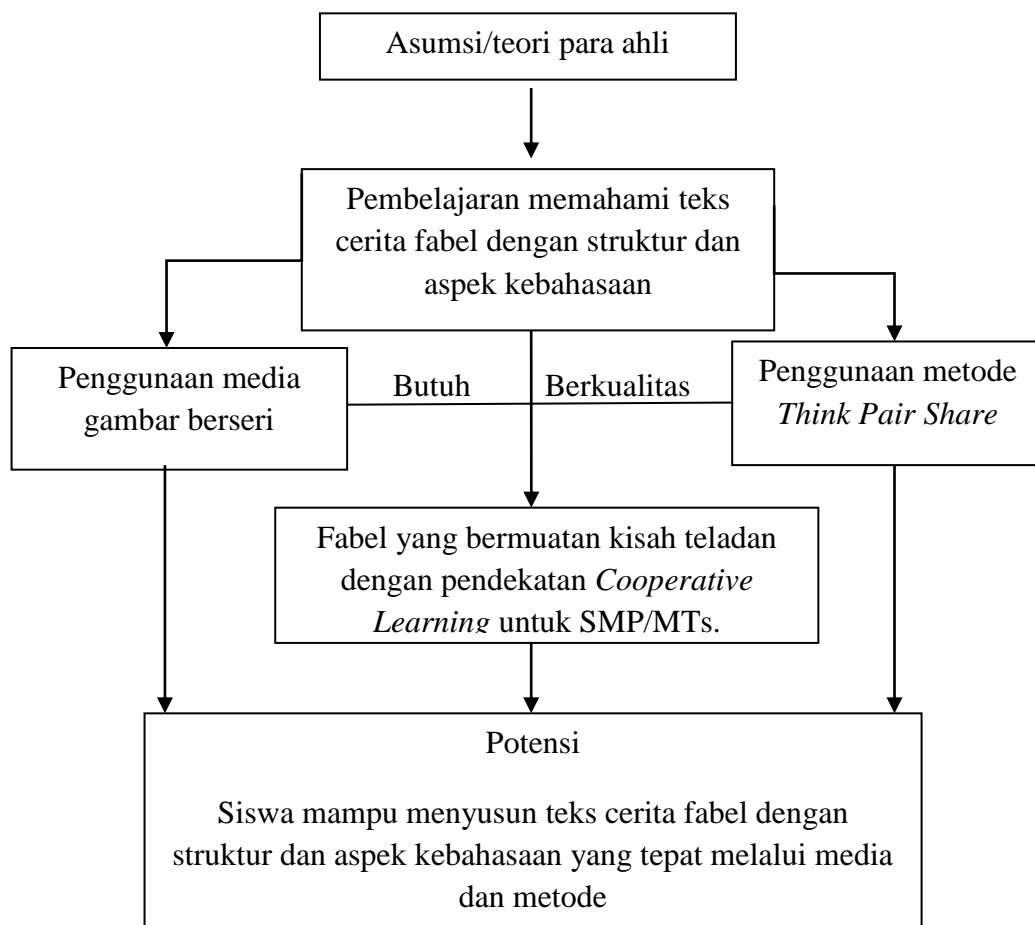 Asumsi/teori para ahli
Pembelajaran memahami teks
cerita fabel dengan struktur dan
aspek kebahasaan
Penggunaan media
gambar berseri
Butuh
Berkualitas
Penggunaan metode
Think Pair Share
Fabel yang bermuatan kisah teladan
dengan pendekatan Cooperative
Learning untuk SMP/MTs.
Potensi
Siswa mampu menyusun teks cerita fabel dengan
struktur dan aspek kebahasaan yang tepat melalui media
dan metode